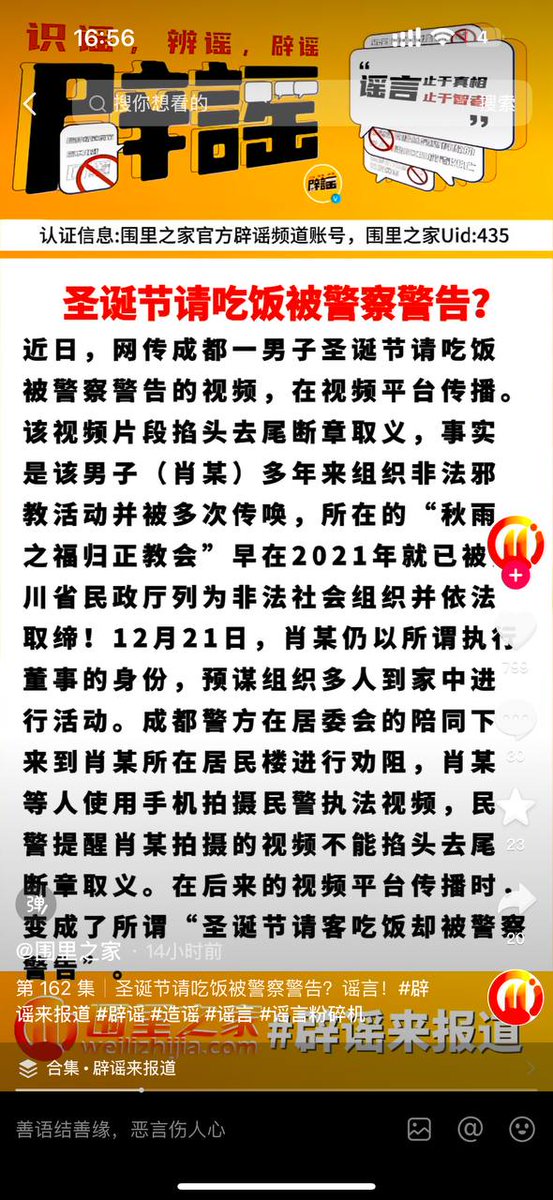 识谣，辨谣，辟谣
16:56
4
辟謠
搜你想看的
搜索
“谣言止于真相
止于智者”
辟謠
认证信息:围里之家官方辟谣频道账号，围里之家Uid:435
圣诞节请吃饭被警察警告？
近日，网传成都一男子圣诞节请吃饭
被警察警告的视频，在视频平台传播。
该视频片段掐头去尾断章取义，事实
是该男子（肖某）多年来组织非法邪
教活动并被多次传唤，所在的“秋雨
之福归正教会”早在2021年就已被
川省民政厅列为非法社会组织并依法
取缔！12月21日，肖某仍以所谓执行
董事的身份，预谋组织多人到家中进
行活动。成都警方在居委会的陪同下
来到肖某所在居民楼进行劝阻，肖某
等人使用手机拍摄民警执法视频，民
警提醒肖某拍摄的视频不能掐头去尾
断章取义。在后来的视频平台传播时，
变成了所谓“圣诞节请客吃饭却被警察
警告”。
799
30
23
20
弹
@围里之家 · 14小时前
第 162 集｜圣诞节请吃饭被警察警告？谣言！#辟
谣来报道 #辟谣 #造谣 #谣言 #谣言粉碎机
围里之家
weilizhijia.com
#辟谣来报道
合集 · 辟谣来报道
善语结善缘，恶言伤人心